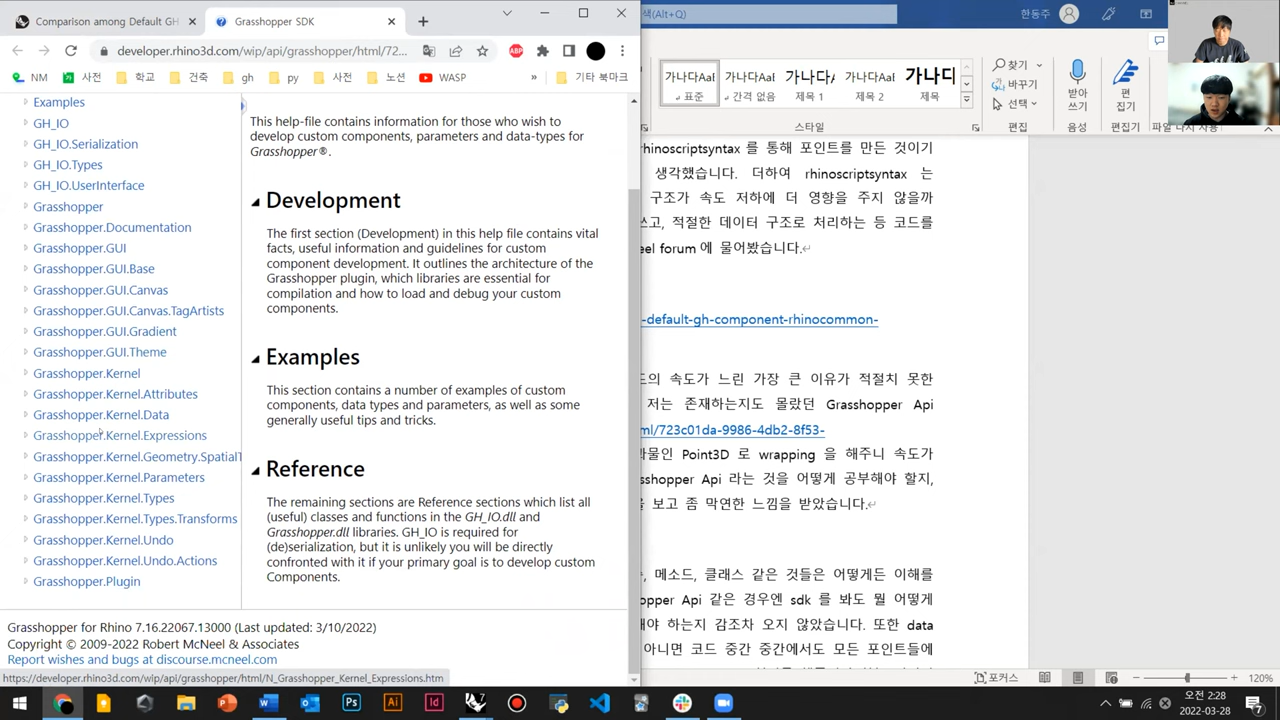 Comparison among Default GH
Grasshopper SDK
developer.rhino3d.com/wip/api/grasshopper/html/72...
ABP
NM
사전
학교
건축
gh
py
사전
노션
WASP
»
기타 북마크
Examples
GH_IO
GH_IO.Serialization
GH_IO.Types
GH_IO.UserInterface
Grasshopper
Grasshopper.Documentation
Grasshopper.GUI
Grasshopper.GUI.Base
Grasshopper.GUI.Canvas
Grasshopper.GUI.Canvas.TagArtists
Grasshopper.GUI.Gradient
Grasshopper.GUI.Theme
Grasshopper.Kernel
Grasshopper.Kernel.Attributes
Grasshopper.Kernel.Data
Grasshopper.Kernel.Expressions
Grasshopper.Kernel.Geometry.SpatialT
Grasshopper.Kernel.Parameters
Grasshopper.Kernel.Types
Grasshopper.Kernel.Types.Transforms
Grasshopper.Kernel.Undo
Grasshopper.Kernel.Undo.Actions
Grasshopper.Plugin
This help-file contains information for those who wish to
develop custom components, parameters and data-types for
Grasshopper®.
Development
The first section (Development) in this help file contains vital
facts, useful information and guidelines for custom
component development. It outlines the architecture of the
Grasshopper plugin, which libraries are essential for
compilation and how to load and debug your custom
components.
Examples
This section contains a number of examples of custom
components, data types and parameters, as well as some
generally useful tips and tricks.
Reference
The remaining sections are Reference sections which list all
(useful) classes and functions in the GH_IO.dll and
Grasshopper.dll libraries. GH_IO is required for
(de)serialization, but it is unlikely you will be directly
confronted with it if your primary goal is to develop custom
Components.
Grasshopper for Rhino 7.16.22067.13000 (Last updated: 3/10/2022)
Copyright © 2009-2022 Robert McNeel & Associates
Report wishes and bugs at discourse.mcneel.com
https://developer.rhino3d.com/wip/api/grasshopper/html/N_Grasshopper_Kernel_Expressions.htm
색(Alt+Q)
한동주
가나다AaI
가나다AaI
가나다A
가나다Aal
가나다
표준
간격 없음
제목 1
제목 2
제목
스타일
찾기
바꾸기
선택
편집
받아
쓰기
음성
편
집기
편집기
파일 다시 사용
rhinoscriptsyntax 를 통해 포인트를 만든 것이기
생각했습니다. 더하여 rhinoscriptsyntax 는
구조가 속도 저하에 더 영향을 주지 않을까
쓰고, 적절한 데이터 구조로 처리하는 등 코드를
eel forum 에 물어봤습니다.
-default-gh-component-rhinocommon-
드의 속도가 느린 가장 큰 이유가 적절치 못한
저는 존재하는지도 몰랐던 Grasshopper Api
ml/723c01da-9986-4db2-8f53-
과물인 Point3D 로 wrapping 을 해주니 속도가
sshopper Api 라는 것을 어떻게 공부해야 할지,
을 보고 좀 막연한 느낌을 받았습니다.
, 메소드, 클래스 같은 것들은 어떻게든 이해를
opper Api 같은 경우엔 sdk 를 봐도 뭘 어떻게
해야 하는지 감조차 오지 않았습니다. 또한 data
아니면 코드 중간 중간에서도 모든 포인트들에
포커스
120%
Ps
Ai
Id
오전 2:28
2022-03-28
7